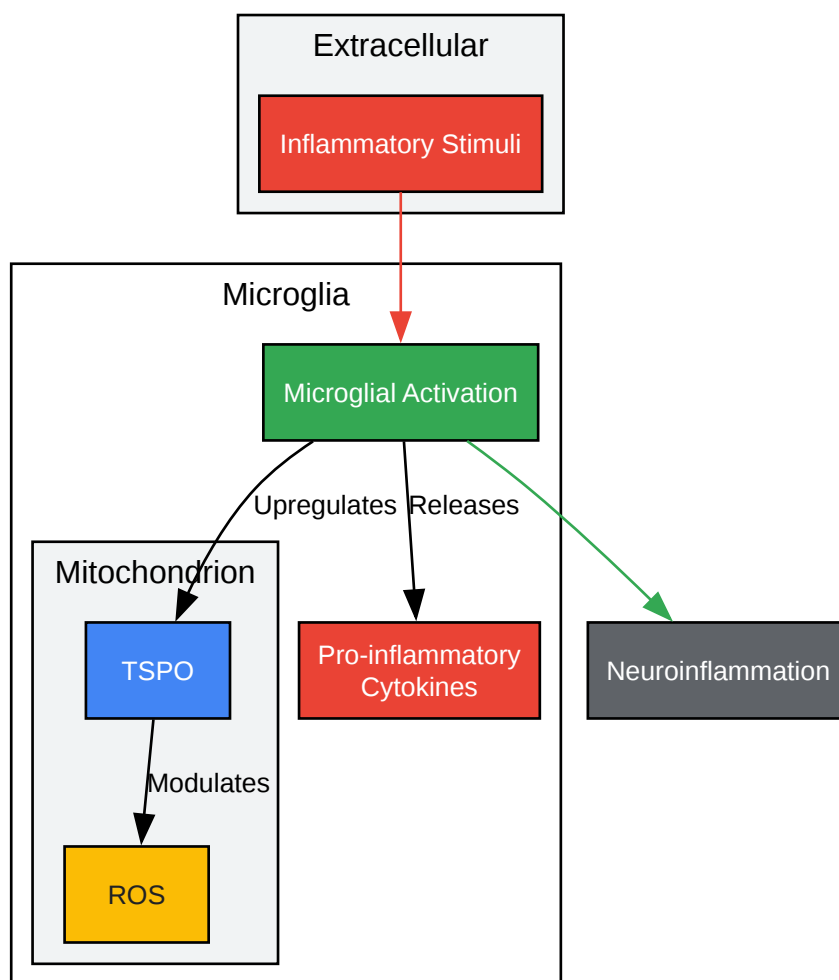 Extracellular
Inflammatory Stimuli
Microglia
Microglial Activation
Upregulates
Releases
Mitochondrion
TSPO
Pro-inflammatory
Cytokines
Neuroinflammation
Modulates
ROS